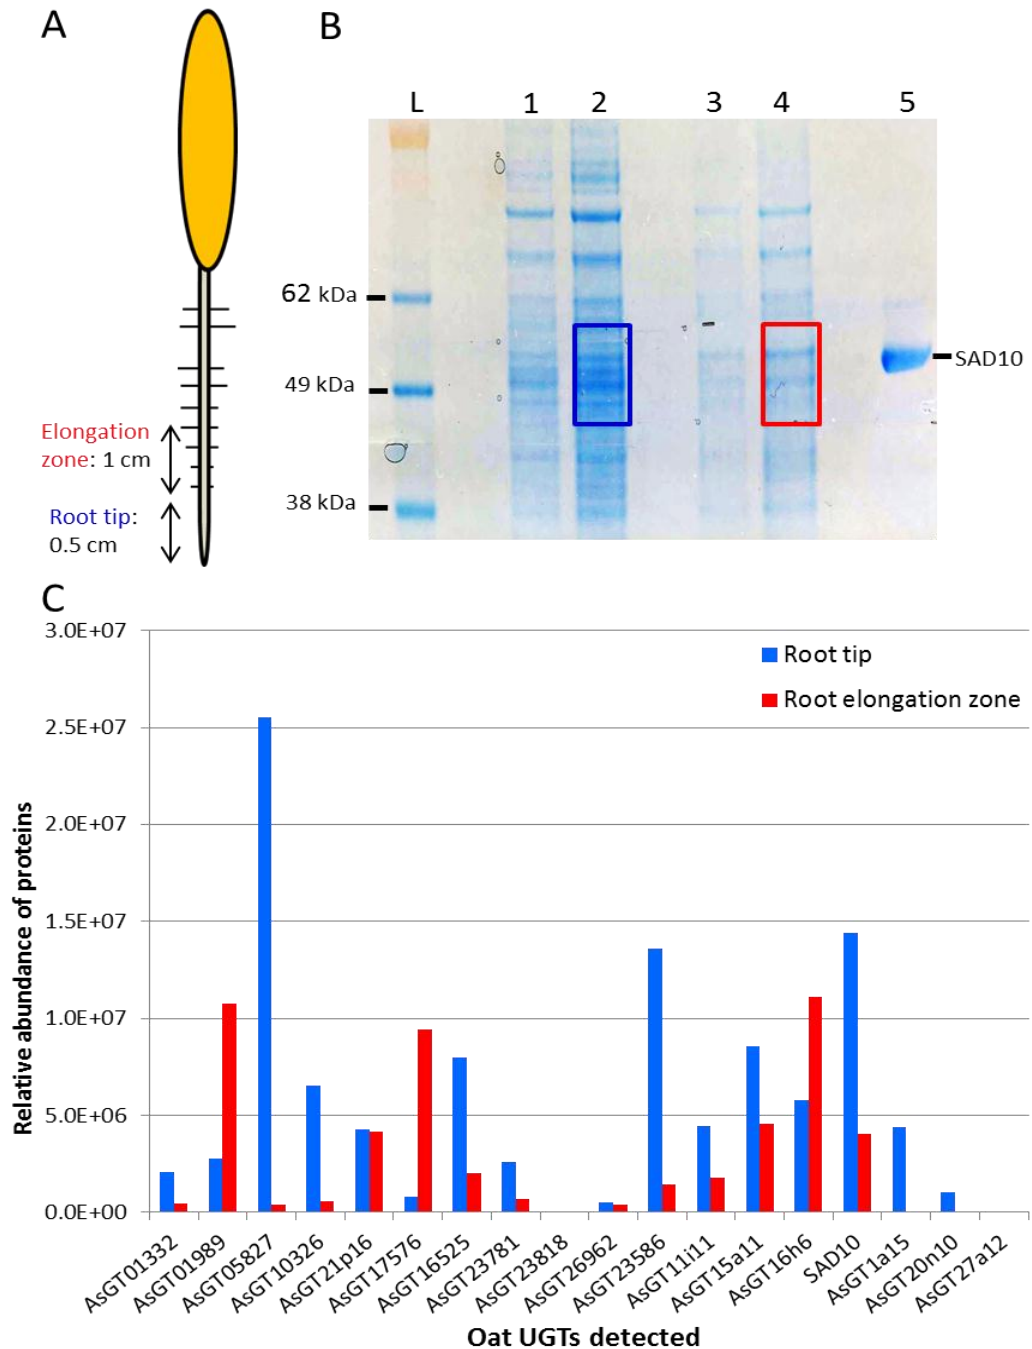 A
B
L
1
2
3
4
5
62 kDa
49 kDa
38 kDa
SAD10
Elongation
zone: 1 cm
Root tip:
0.5 cm
C
3.0E+07
2.5E+07
2.0E+07
1.5E+07
1.0E+07
5.0E+06
0.0E+00
Relative abundance of proteins
Root tip
Root elongation zone
AsGT01332
AsGT01989
AsGT05827
AsGT10326
AsGT21p16
AsGT17576
AsGT16525
AsGT23781
AsGT23818
AsGT26962
AsGT23586
AsGT11i11
AsGT15a11
AsGT16h6
SAD10
AsGT1a15
AsGT20n10
AsGT27a12
Oat UGTs detected